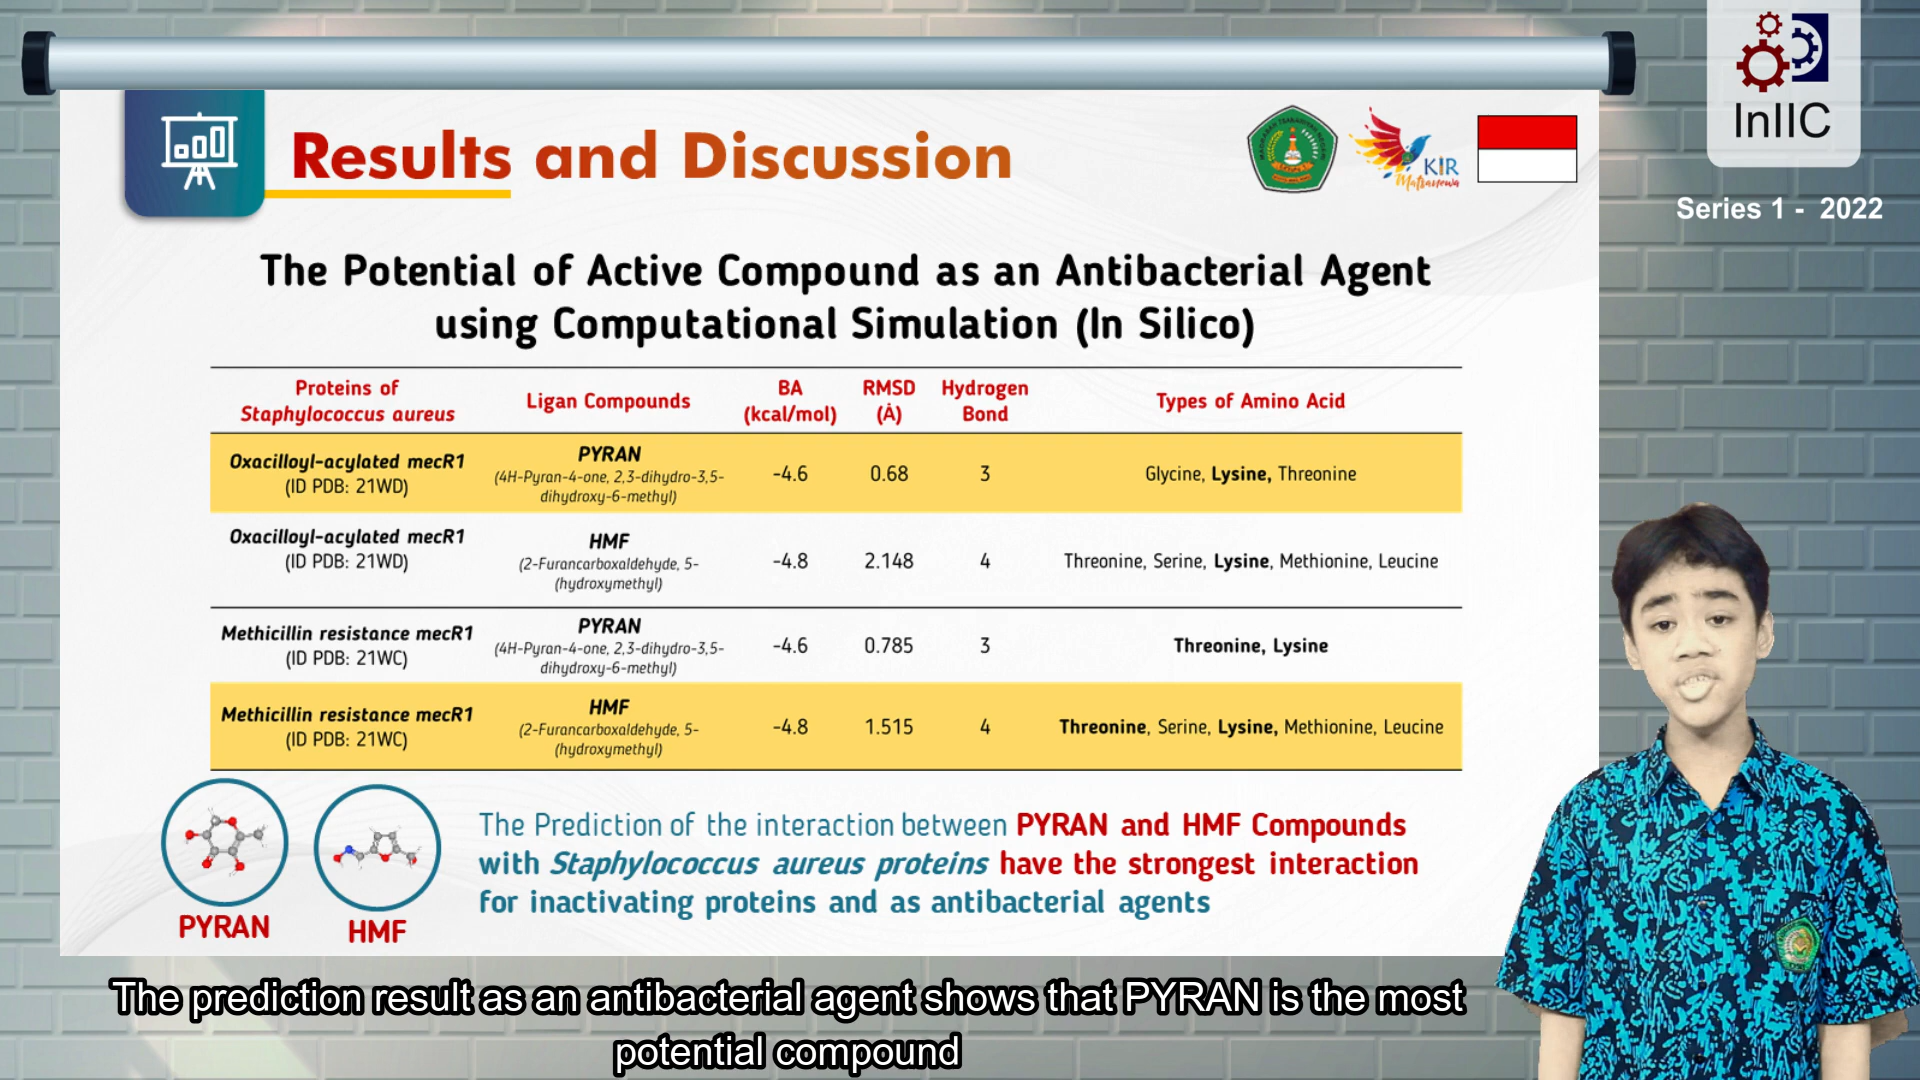 InIIC
Series 1 - 2022
Results and Discussion
KIR
Matranewa
The Potential of Active Compound as an Antibacterial Agent
using Computational Simulation (In Silico)
Proteins of
Staphylococcus aureus
Ligan Compounds
BA
(kcal/mol)
RMSD
(Å)
Hydrogen
Bond
Types of Amino Acid
Oxacilloyl-acylated mecR1
(ID PDB: 21WD)
PYRAN
(4H-Pyran-4-one, 2,3-dihydro-3,5-
dihydroxy-6-methyl)
-4.6
0.68
3
Glycine, Lysine, Threonine
Oxacilloyl-acylated mecR1
(ID PDB: 21WD)
HMF
(2-Furancarboxaldehyde, 5-
(hydroxymethyl)
-4.8
2.148
4
Threonine, Serine, Lysine, Methionine, Leucine
Methicillin resistance mecR1
(ID PDB: 21WC)
PYRAN
(4H-Pyran-4-one, 2,3-dihydro-3,5-
dihydroxy-6-methyl)
-4.6
0.785
3
Threonine, Lysine
Methicillin resistance mecR1
(ID PDB: 21WC)
HMF
(2-Furancarboxaldehyde, 5-
(hydroxymethyl)
-4.8
1.515
4
Threonine, Serine, Lysine, Methionine, Leucine
PYRAN
HMF
The Prediction of the interaction between PYRAN and HMF Compounds
with Staphylococcus aureus proteins have the strongest interaction
for inactivating proteins and as antibacterial agents
The prediction result as an antibacterial agent shows that PYRAN is the most
potential compound